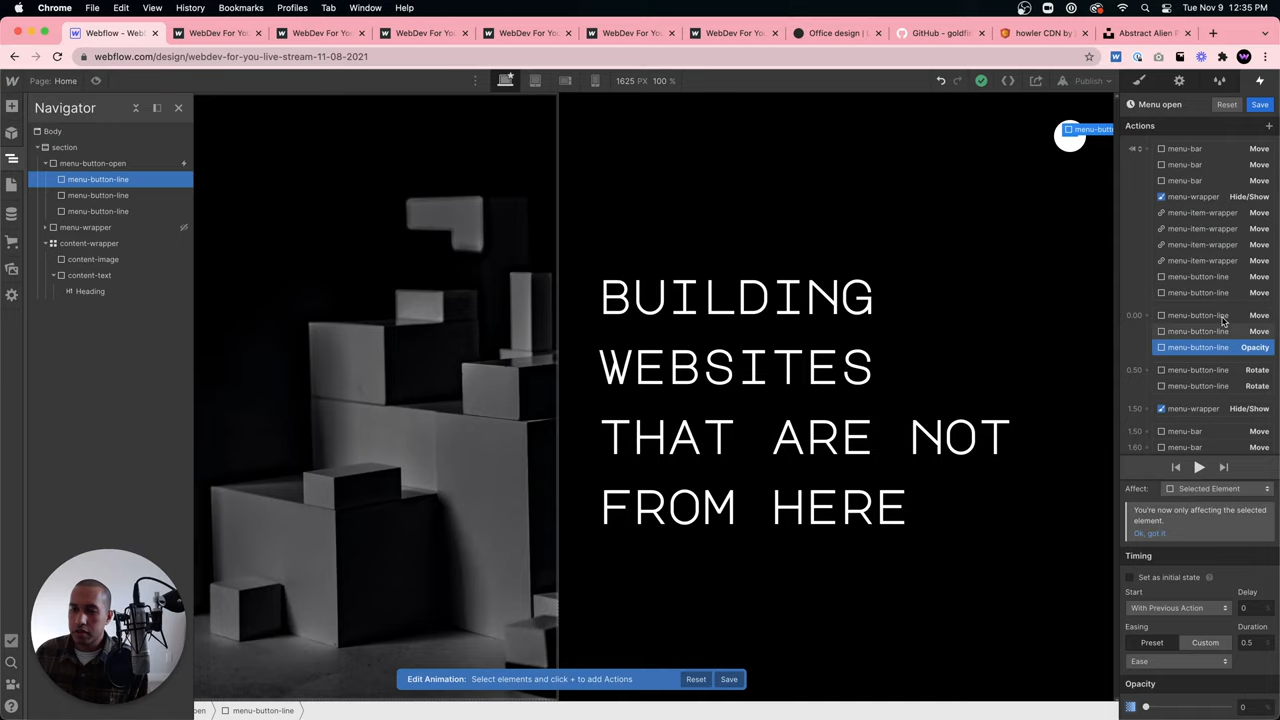 Chrome File Edit View History Bookmarks Profiles Tab Window Help Tue Nov 9 12:35 PM
Webflow - Web WebDev For Yo WebDev For You WebDev For You WebDev For You WebDev For You WebDev For You Office design | GitHub - goldfir howler CDN by Abstract Alien
webflow.com/design/webdev-for-you-live-stream-11-08-2021
Page: Home 1625 PX 100 % Publish
Navigator
Body
section
menu-button-open
menu-button-line
menu-button-line
menu-button-line
menu-wrapper
content-wrapper
content-image
content-text
H1 Heading
menu-butt
BUILDING
WEBSITES
THAT ARE NOT
FROM HERE
Edit Animation: Select elements and click + to add Actions Reset Save
pen menu-button-line
Menu open Reset Save
Actions
menu-bar Move
menu-bar Move
menu-bar Move
menu-wrapper Hide/Show
menu-item-wrapper Move
menu-item-wrapper Move
menu-item-wrapper Move
menu-item-wrapper Move
menu-button-line Move
menu-button-line Move
0.00 menu-button-line Move
menu-button-line Move
menu-button-line Opacity
0.50 menu-button-line Rotate
menu-button-line Rotate
1.50 menu-wrapper Hide/Show
1.50 menu-bar Move
1.60 menu-bar Move
Affect: Selected Element
You're now only affecting the selected
element.
Ok, got it
Timing
Set as initial state
Start Delay
With Previous Action 0
Easing Duration
Preset Custom 0.5
Ease
Opacity
0